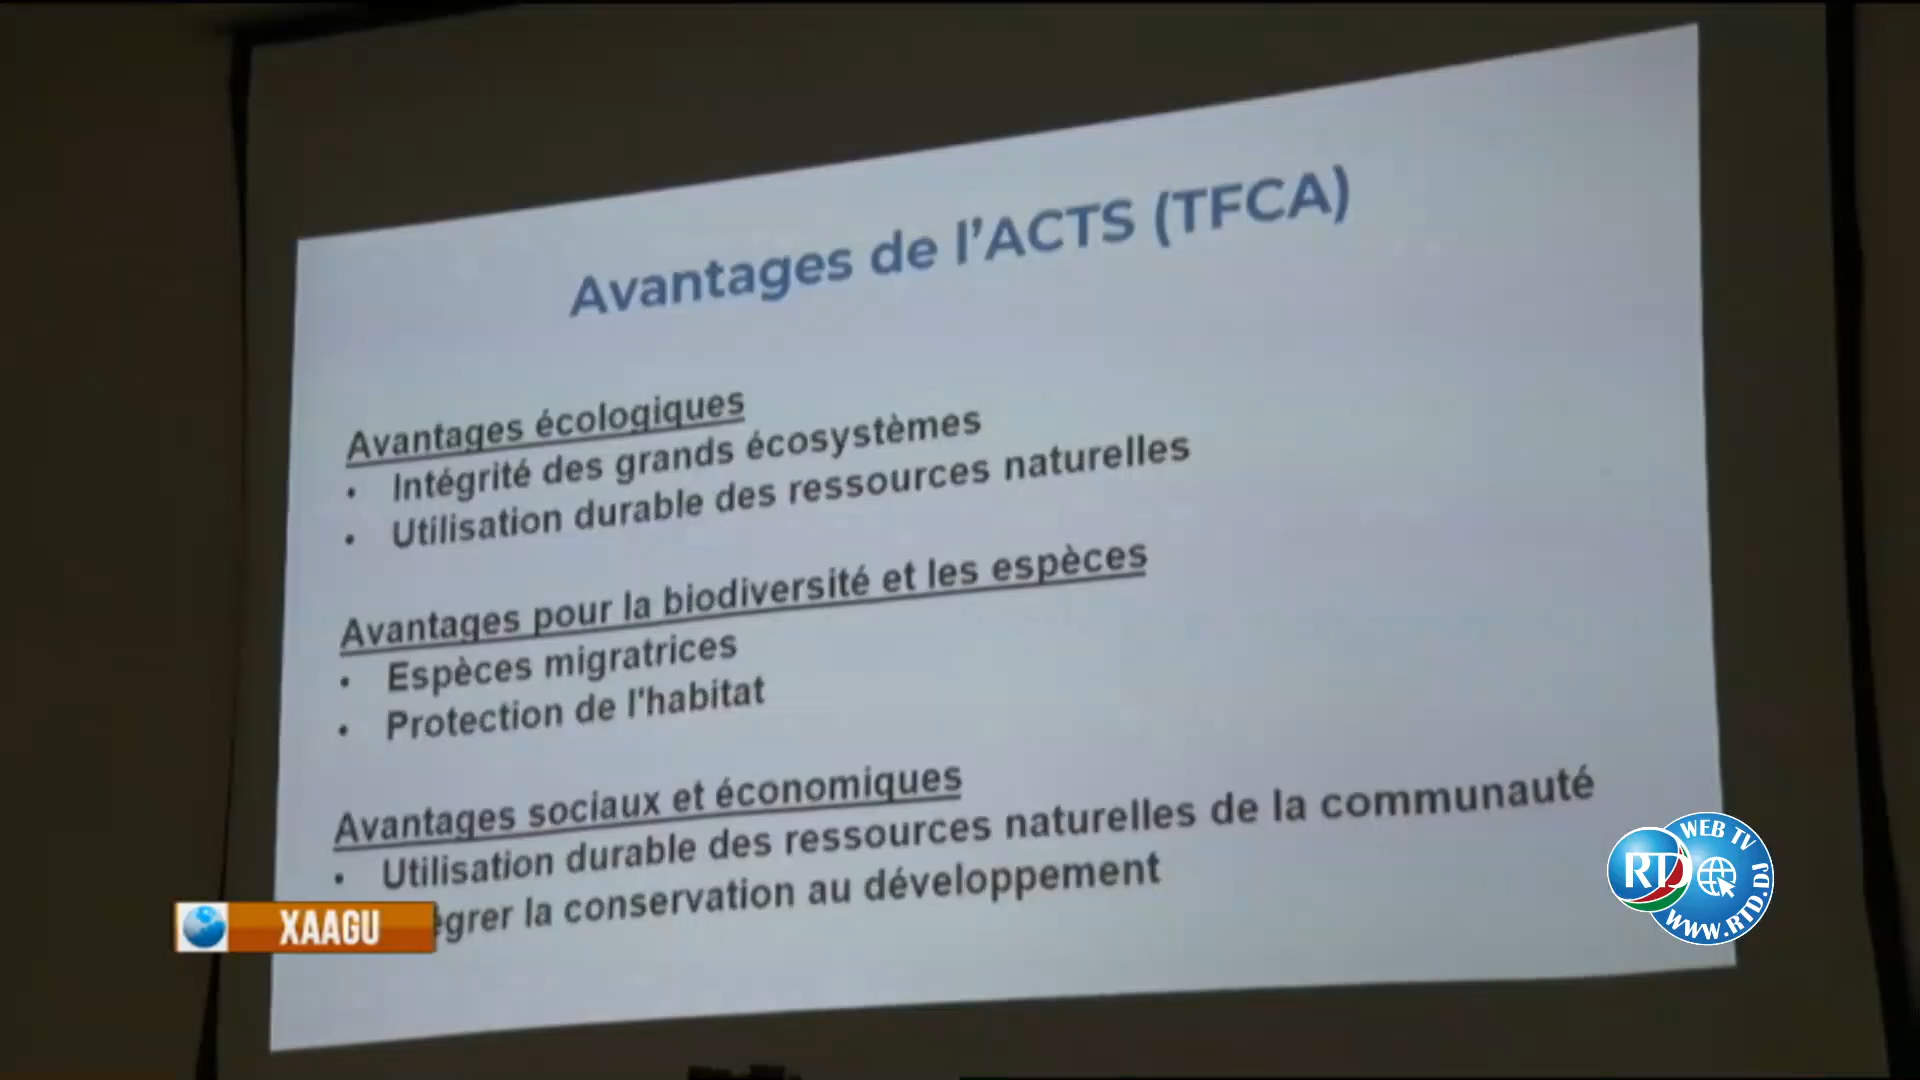 Avantages de l'ACTS (TFCA)
Avantages écologiques
• Intégrité des grands écosystèmes
• Utilisation durable des ressources naturelles
Avantages pour la biodiversité et les espèces
• Espèces migratrices
• Protection de l'habitat
Avantages sociaux et économiques
• Utilisation durable des ressources naturelles de la communauté
la conservation au développement
XAAGU
WEB TV
RTD
WWW.RTD.DJ